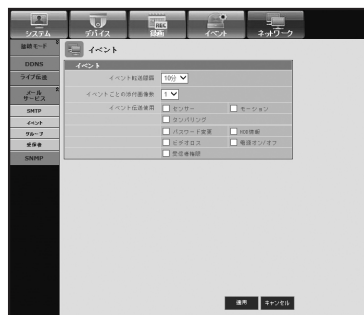 システム
デバイス
録画
イベント
ネットワーク
接続モード
DDNS
ライブ伝送
メール
サービス
SMTP
イベント
グループ
受信者
SNMP
イベント
イベント
イベント転送間隔 10分
イベントごとの添付画像数 1
イベント伝送使用 センサー モーション
タンパリング
パスワード変更 HDD情報
ビデオロス 電源オン/オフ
受信者権限
適用 キャンセル